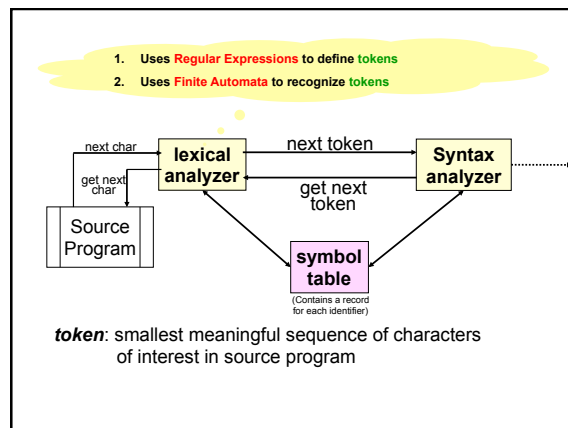 1. Uses Regular Expressions to define tokens
2. Uses Finite Automata to recognize tokens
next char
lexical
analyzer
next token
Syntax
analyzer
get next
char
get next
token
Source
Program
symbol
table
(Contains a record
for each identifier)
token: smallest meaningful sequence of characters
of interest in source program